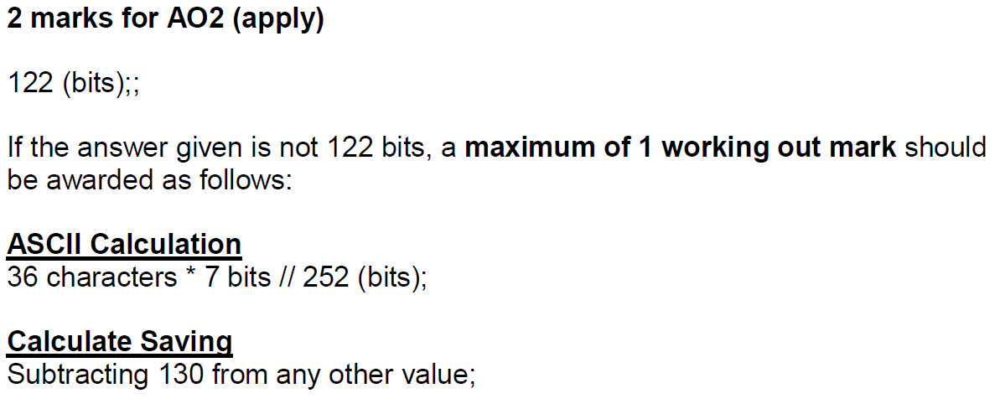 2 marks for AO2 (apply)
122 (bits);;
If the answer given is not 122 bits, a maximum of 1 working out mark should
be awarded as follows:
ASCII Calculation
36 characters * 7 bits // 252 (bits);
Calculate Saving
Subtracting 130 from any other value;